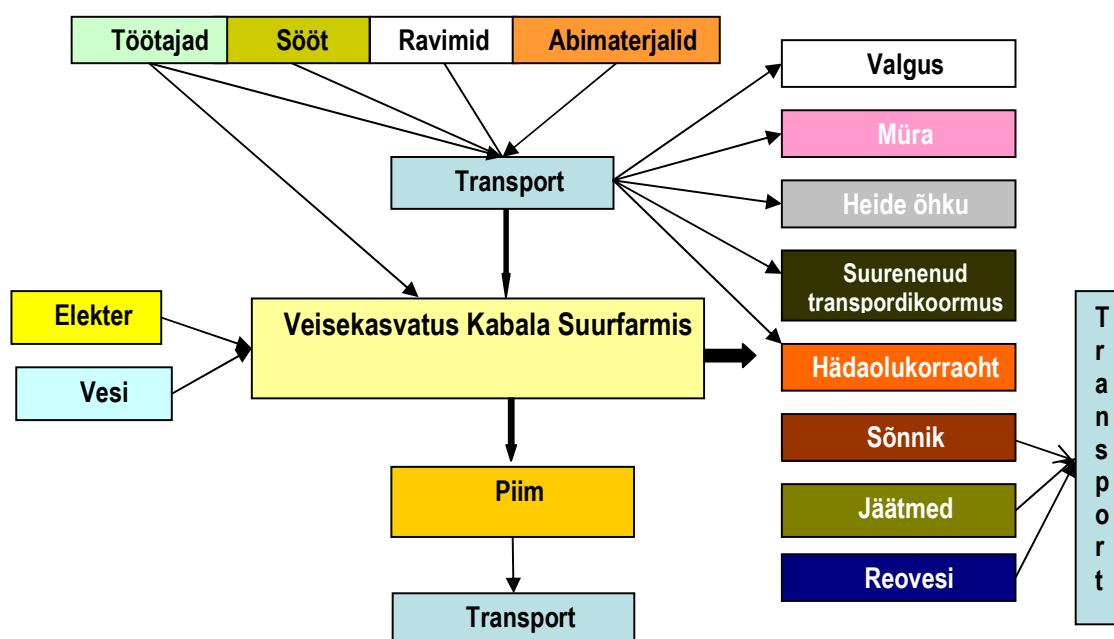 Töötajad
Sööt
Ravimid
Abimaterjalid
Valgus
Müra
Transport
Heide õhku
Suurenenud
transpordikoormus
Elekter
Veisekasvatus Kabala Suurfarmis
Hädaolukorraoht
Vesi
Sõnnik
Piim
Jäätmed
Reovesi
Transport
T
r
a
n
s
p
o
r
t